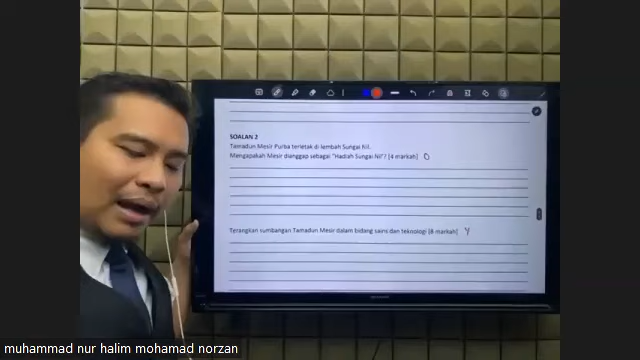 SOALAN 2
Tamadun Mesir Purba terletak di lembah Sungai Nil.
Mengapakah Mesir dianggap sebagai "Hadiah Sungai Nil"? [4 markah]
Terangkan sumbangan Tamadun Mesir dalam bidang sains dan teknologi [8 markah]
muhammad nur halim mohamad norzan